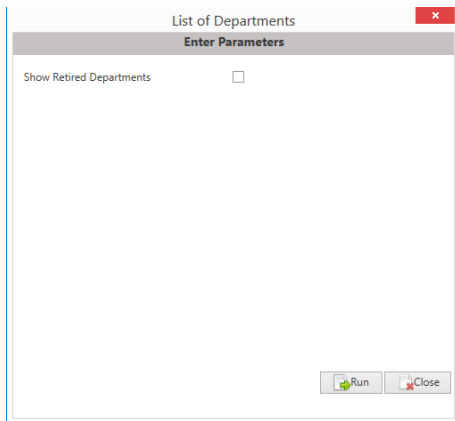 List of Departments
Enter Parameters
Show Retired Departments
Run Close